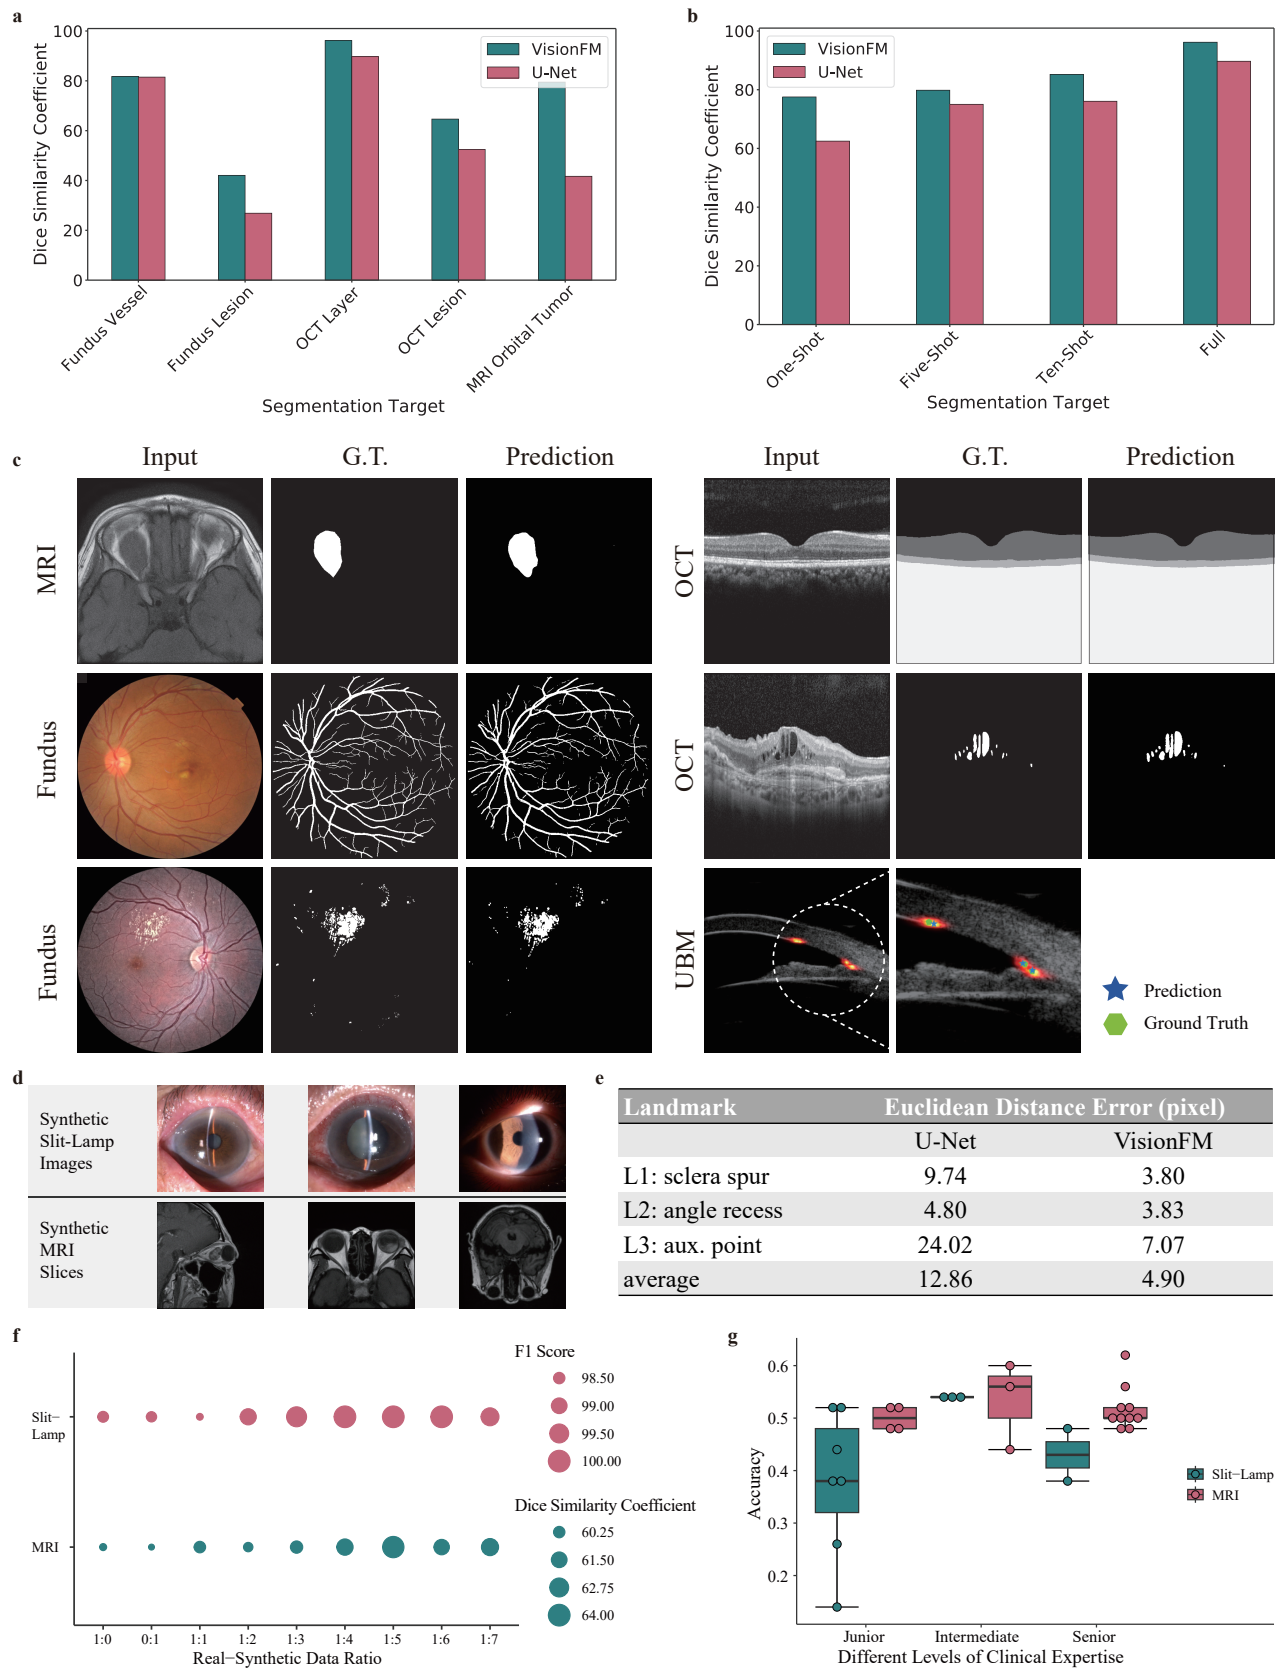 a
100
80
60
40
20
0
Dice Similarity Coefficient
VisionFM
U-Net
Fundus Vessel
Fundus Lesion
OCT Layer
OCT Lesion
MRI Orbital Tumor
Segmentation Target
b
100
80
60
40
20
0
Dice Similarity Coefficient
VisionFM
U-Net
One-Shot
Five-Shot
Ten-Shot
Full
Segmentation Target
c
Input G.T. Prediction
Input G.T. Prediction
MRI
OCT
Fundus
OCT
Fundus
UBM
Prediction
Ground Truth
d
Synthetic
Slit-Lamp
Images
Synthetic
MRI
Slices
e
Landmark Euclidean Distance Error (pixel)
U-Net VisionFM
L1: sclera spur 9.74 3.80
L2: angle recess 4.80 3.83
L3: aux. point 24.02 7.07
average 12.86 4.90
f
Slit−
Lamp
MRI
1:0 0:1 1:1 1:2 1:3 1:4 1:5 1:6 1:7
Real−Synthetic Data Ratio
F1 Score
98.50
99.00
99.50
100.00
Dice Similarity Coefficient
60.25
61.50
62.75
64.00
g
0.6
0.5
0.4
0.3
0.2
Accuracy
Junior Intermediate Senior
Different Levels of Clinical Expertise
Slit−Lamp
MRI